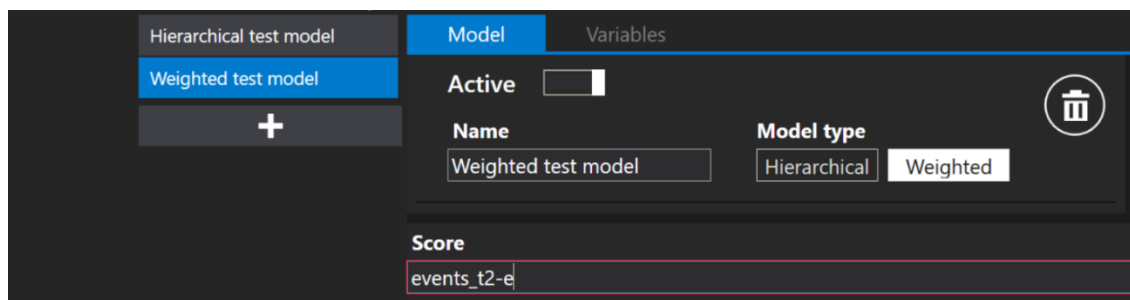 Hierarchical test model
Weighted test model
+
Model Variables
Active
Name Model type
Weighted test model Hierarchical Weighted
Score
events_t2-e